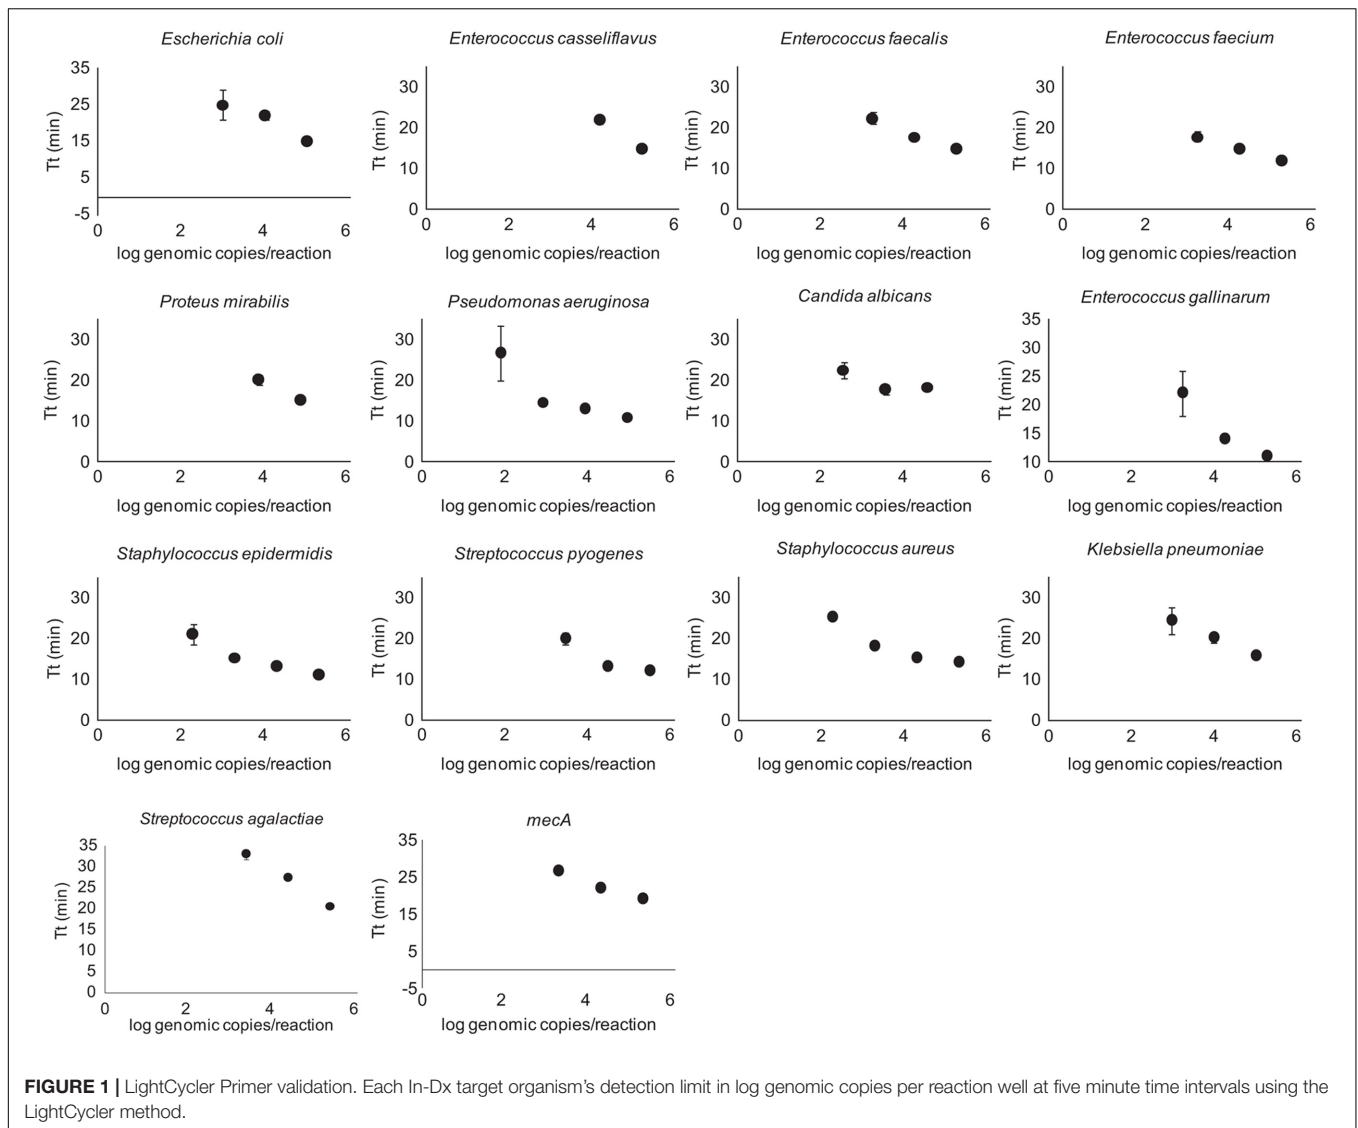 Escherichia coli
35
25
15
5
-5
Tt (min)
0 2 4 6
log genomic copies/reaction
Enterococcus casseliflavus
30
20
10
0
Tt (min)
0 2 4 6
log genomic copies/reaction
Enterococcus faecalis
30
20
10
0
Tt (min)
0 2 4 6
log genomic copies/reaction
Enterococcus faecium
30
20
10
0
Tt (min)
0 2 4 6
log genomic copies/reaction
Proteus mirabilis
30
20
10
0
Tt (min)
0 2 4 6
log genomic copies/reaction
Pseudomonas aeruginosa
30
20
10
0
Tt (min)
0 2 4 6
log genomic copies/reaction
Candida albicans
30
20
10
0
Tt (min)
0 2 4 6
log genomic copies/reaction
Enterococcus gallinarum
35
30
25
20
15
10
Tt (min)
0 2 4 6
log genomic copies/reaction
Staphylococcus epidermidis
30
20
10
0
Tt (min)
0 2 4 6
log genomic copies/reaction
Streptococcus pyogenes
30
20
10
0
Tt (min)
0 2 4 6
log genomic copies/reaction
Staphylococcus aureus
30
20
10
0
Tt (min)
0 2 4 6
log genomic copies/reaction
Klebsiella pneumoniae
30
20
10
0
Tt (min)
0 2 4 6
log genomic copies/reaction
Streptococcus agalactiae
35
30
25
20
15
10
5
0
Tt (min)
0 2 4 6
log genomic copies/reaction
mecA
35
25
15
5
-5
Tt (min)
0 2 4 6
log genomic copies/reaction
FIGURE 1 | LightCycler Primer validation. Each In-Dx target organism's detection limit in log genomic copies per reaction well at five minute time intervals using the
LightCycler method.